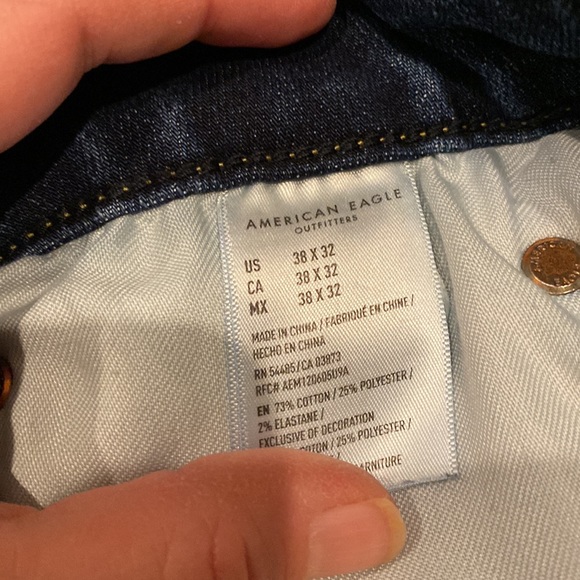 AMERICAN EAGLE
OUTFITTERS
US 38 X 32
CA 38 X 32
MX 38 X 32
MADE IN CHINA / FABRIQUÉ EN CHINE /
HECHO EN CHINA
RN 54485/CA 03873
RFC# AEM120605U9A
EN 73% COTTON / 25% POLYESTER /
2% ELASTANE /
EXCLUSIVE OF DECORATION
25% POLYESTER /